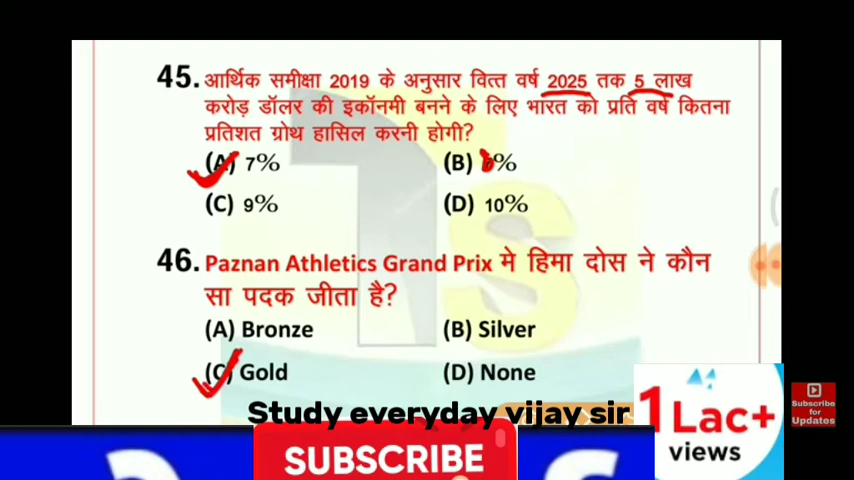 45. आर्थिक समीक्षा 2019 के अनुसार वित्त वर्ष 2025 तक 5 लाख
करोड़ डॉलर की इकॉनमी बनने के लिए भारत को प्रति वर्ष कितना
प्रतिशत ग्रोथ हासिल करनी होगी?
(A) 7% (B) %
(C) 9% (D) 10%
46. Paznan Athletics Grand Prix मे हिमा दोस ने कौन
सा पदक जीता है?
(A) Bronze (B) Silver
(C) Gold (D) None
Study everyday vijay sir
1Lac+
views
Subscribe
for
Updates
SUBSCRIBE